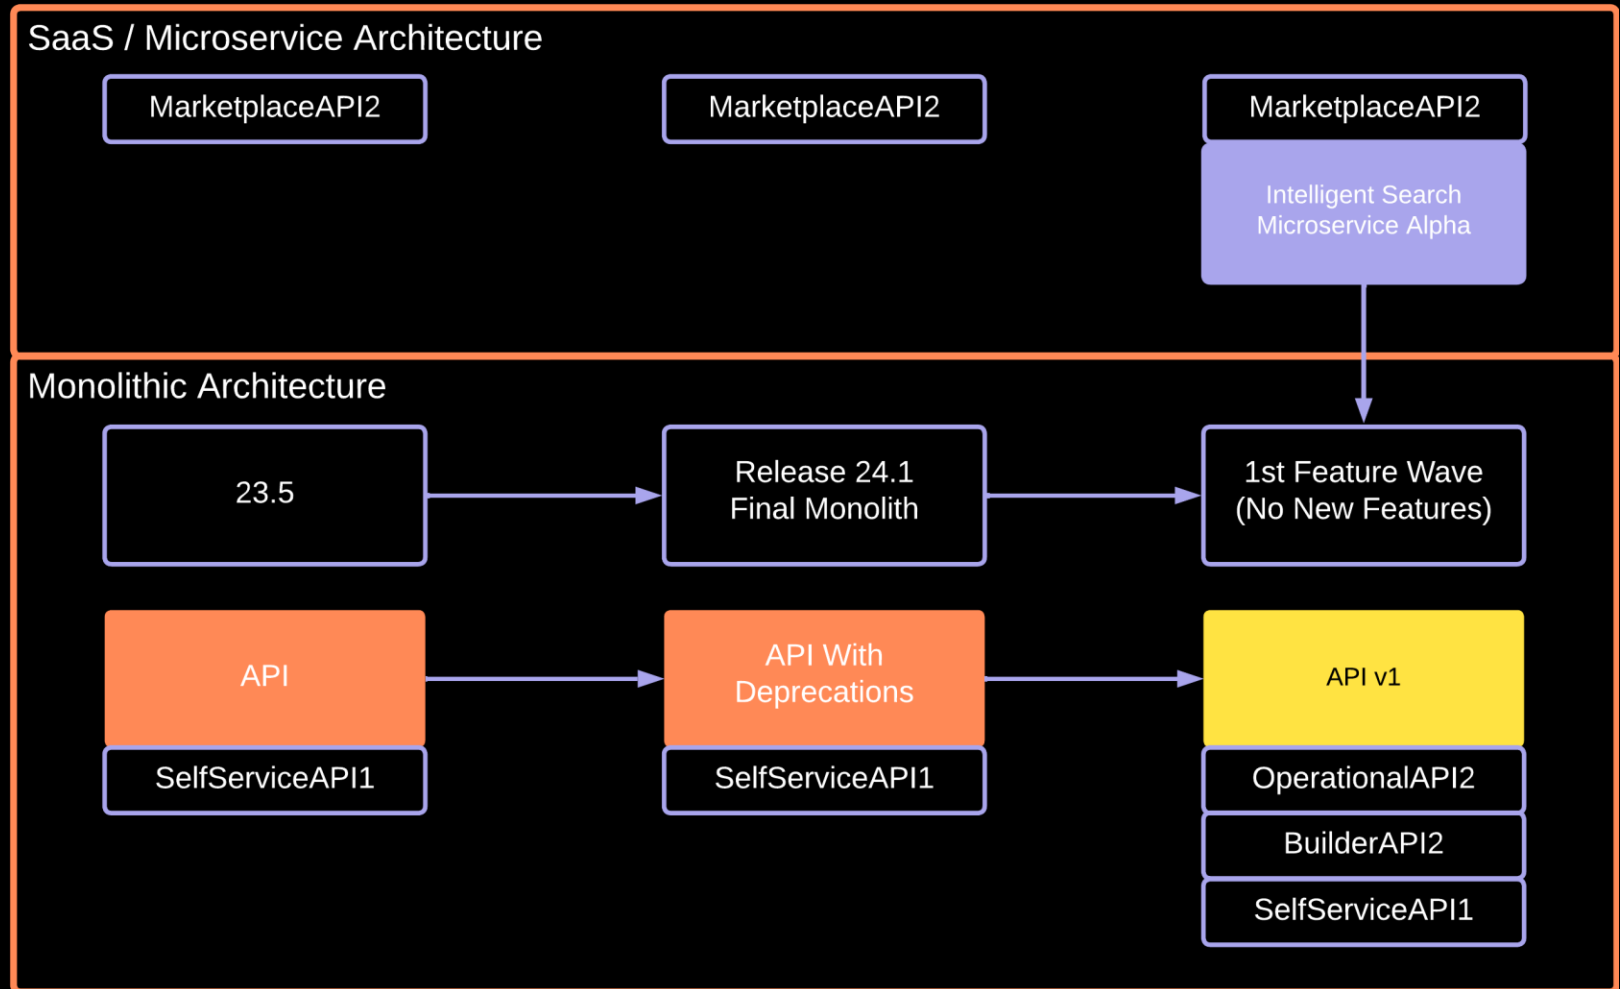 SaaS / Microservice Architecture
MarketplaceAPI2
MarketplaceAPI2
MarketplaceAPI2
Intelligent Search
Microservice Alpha
Monolithic Architecture
23.5
Release 24.1
Final Monolith
1st Feature Wave
(No New Features)
API
API With
Deprecations
API v1
SelfServiceAPI1
SelfServiceAPI1
OperationalAPI2
BuilderAPI2
SelfServiceAPI1